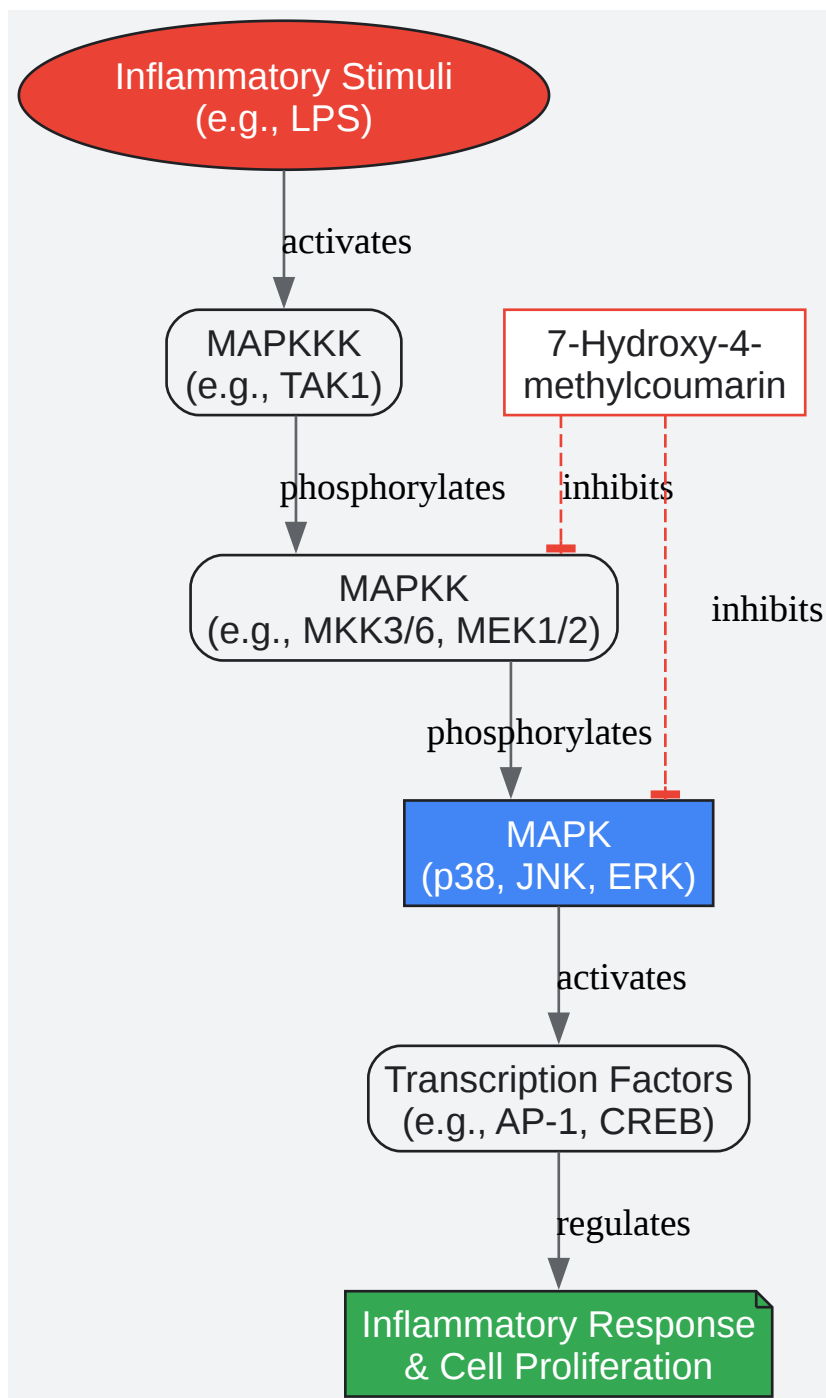 Inflammatory Stimuli
(e.g., LPS)
activates
MAPKKK
(e.g., TAK1)
7-Hydroxy-4-
methylcoumarin
phosphorylates
inhibits
MAPKK
(e.g., MKK3/6, MEK1/2)
inhibits
phosphorylates
MAPK
(p38, JNK, ERK)
activates
Transcription Factors
(e.g., AP-1, CREB)
regulates
Inflammatory Response
& Cell Proliferation